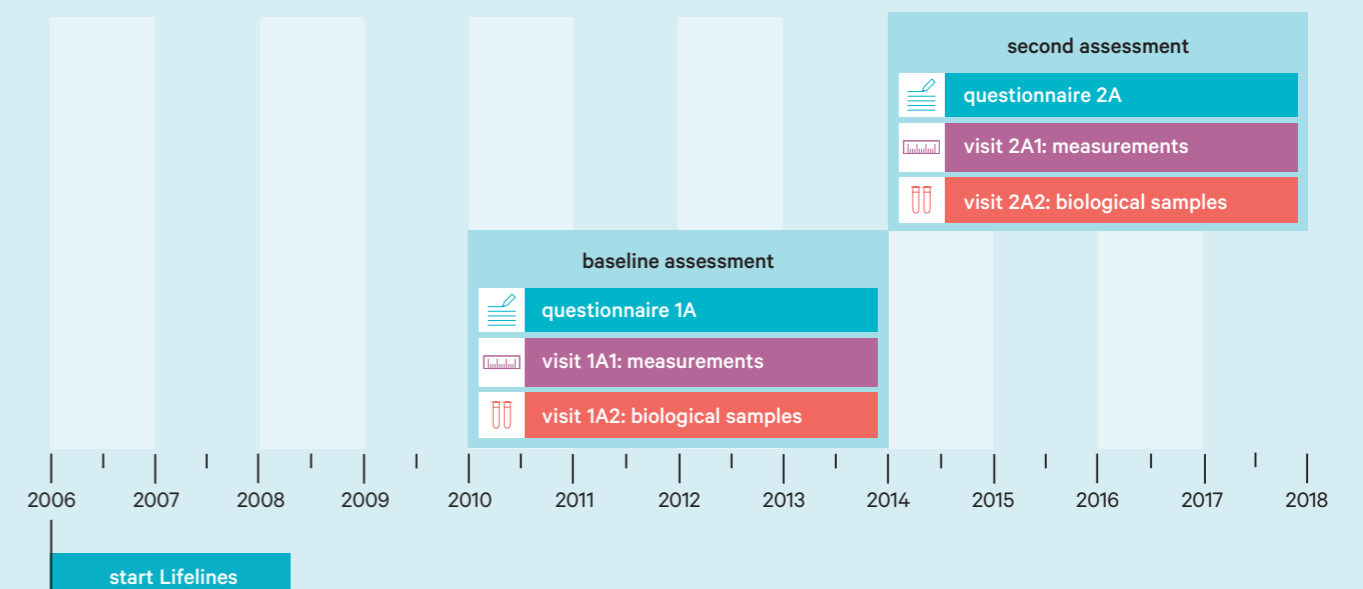 second assessment
questionnaire 2A
visit 2A1: measurements
visit 2A2: biological samples
baseline assessment
questionnaire 1A
visit 1A1: measurements
visit 1A2: biological samples
2006 2007 2008 2009 2010 2011 2012 2013 2014 2015 2016 2017 2018
start Lifelines